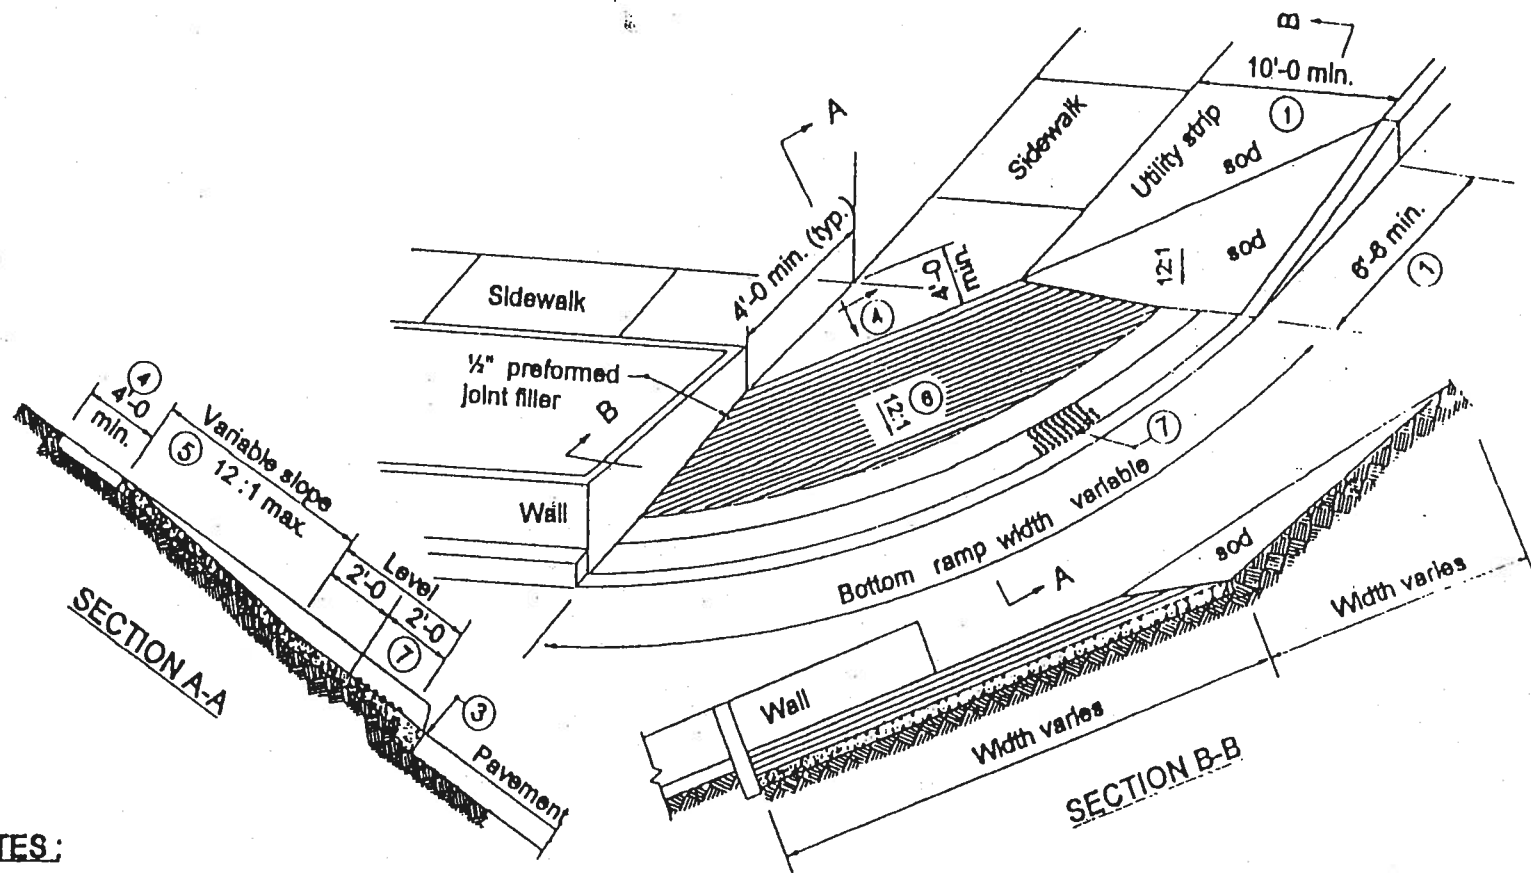 B
10'-0 min.
1
A
Sidewalk
Utility strip
sod
4'-0 min. (typ.)
4'-0
min.
12:1
sod
6'-8 min.
1
Sidewalk
4
½" preformed
joint filler
B
12:1
6
7
4
4'-0
min.
Variable slope
5
12:1 max.
Wall
Bottom ramp width variable
A
Level
2'-0
2'-0
7
SECTION A-A
3
Pavement
sod
Width varies
Wall
Width varies
SECTION B-B
TES: